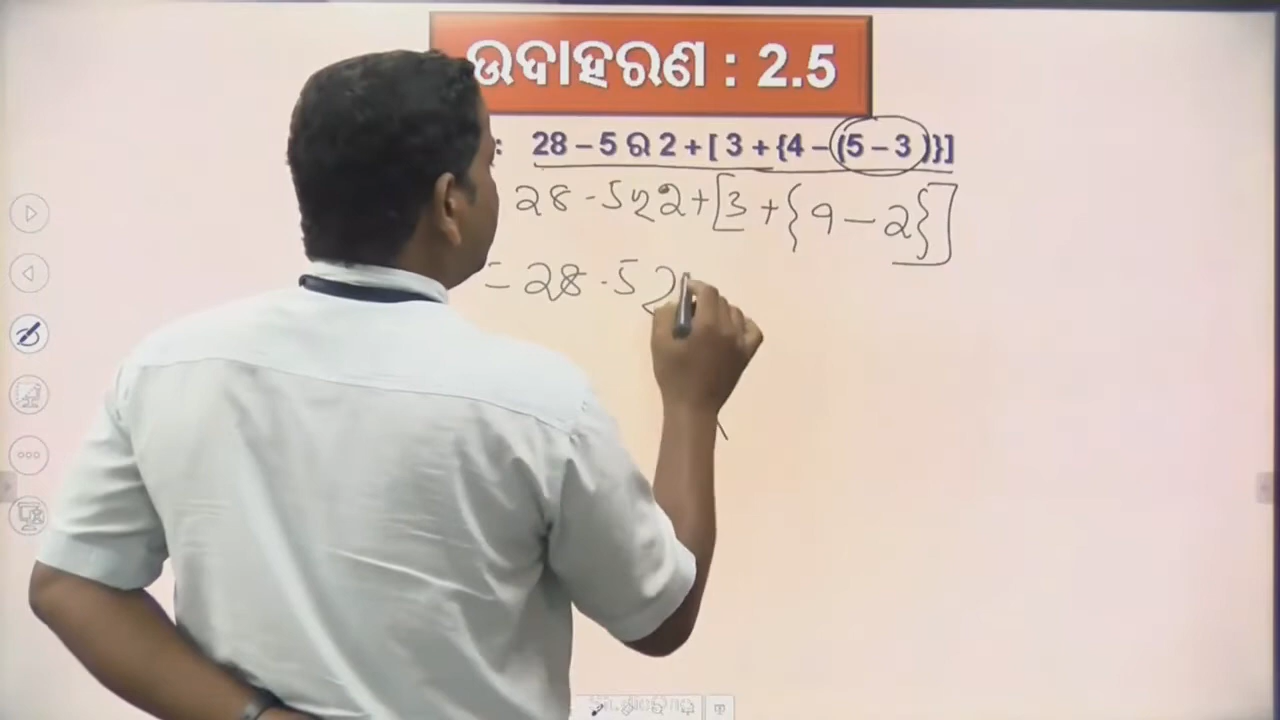 ଉଦାହରଣ : 2.5
: 28 – 5 ର 2 + [ 3 + {4 – (5 – 3 )}]
28 - 5 ର 2 + [3 + {4 – 2}]
= 28 - 5